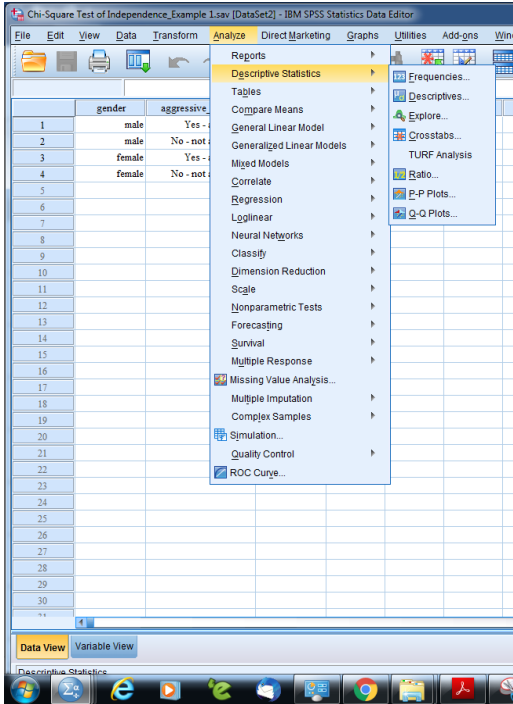 Chi-Square Test of Independence_Example 1.sav [DataSet2] - IBM SPSS Statistics Data Editor
File Edit View Data Transform Analyze Direct Marketing Graphs Utilities Add-ons
gender aggressive_
1 male Yes -
2 male No - not
3 female Yes -
4 female No - not
5
6
7
8
9
10
11
12
13
14
15
16
17
18
19
20
21
22
23
24
25
26
27
28
29
30
Reports
Descriptive Statistics
Tables
Compare Means
General Linear Model
Generalized Linear Models
Mixed Models
Correlate
Regression
Loglinear
Neural Networks
Classify
Dimension Reduction
Scale
Nonparametric Tests
Forecasting
Survival
Multiple Response
Missing Value Analysis...
Multiple Imputation
Complex Samples
Simulation...
Quality Control
ROC Curve...
Frequencies...
Descriptives...
Explore...
Crosstabs...
TURF Analysis
Ratio...
P-P Plots...
Q-Q Plots...
Data View Variable View
Descriptive Statistics